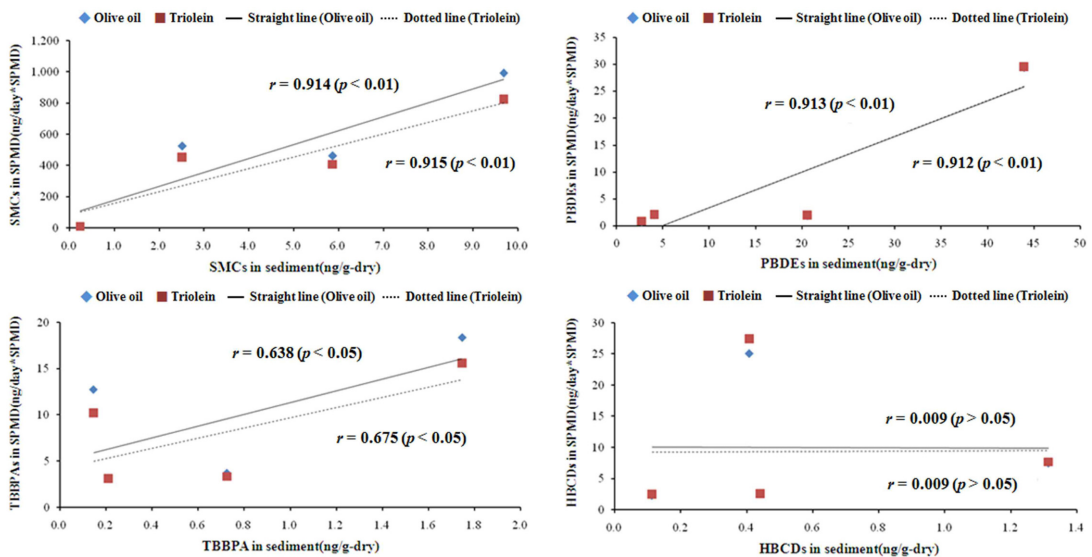 Olive oil Triolein Straight line (Olive oil) Dotted line (Triolein)
SMCs in SPMD(ng/day*SPMD)
1.200
1.000
800
600
400
200
0
r = 0.914 (p < 0.01)
r = 0.915 (p < 0.01)
0.0 1.0 2.0 3.0 4.0 5.0 6.0 7.0 8.0 9.0 10.0
SMCs in sediment(ng/g-dry)
Olive oil Triolein Straight line (Olive oil) Dotted line (Triolein)
PBDEs in SPMD(ng/day*SPMD)
35
30
25
20
15
10
5
0
r = 0.913 (p < 0.01)
r = 0.912 (p < 0.01)
0 5 10 15 20 25 30 35 40 45 50
PBDEs in sediment(ng/g-dry)
Olive oil Triolein Straight line (Olive oil) Dotted line (Triolein)
TBBPAs in SPMD(ng/day*SPMD)
20
15
10
5
0
r = 0.638 (p < 0.05)
r = 0.675 (p < 0.05)
0.0 0.2 0.4 0.6 0.8 1.0 1.2 1.4 1.6 1.8 2.0
TBBPA in sediment(ng/g-dry)
Olive oil Triolein Straight line (Olive oil) Dotted line (Triolein)
HBCDs in SPMD(ng/day*SPMD)
30
25
20
15
10
5
0
r = 0.009 (p > 0.05)
r = 0.009 (p > 0.05)
0.0 0.2 0.4 0.6 0.8 1.0 1.2 1.4
HBCDs in sediment(ng/g-dry)